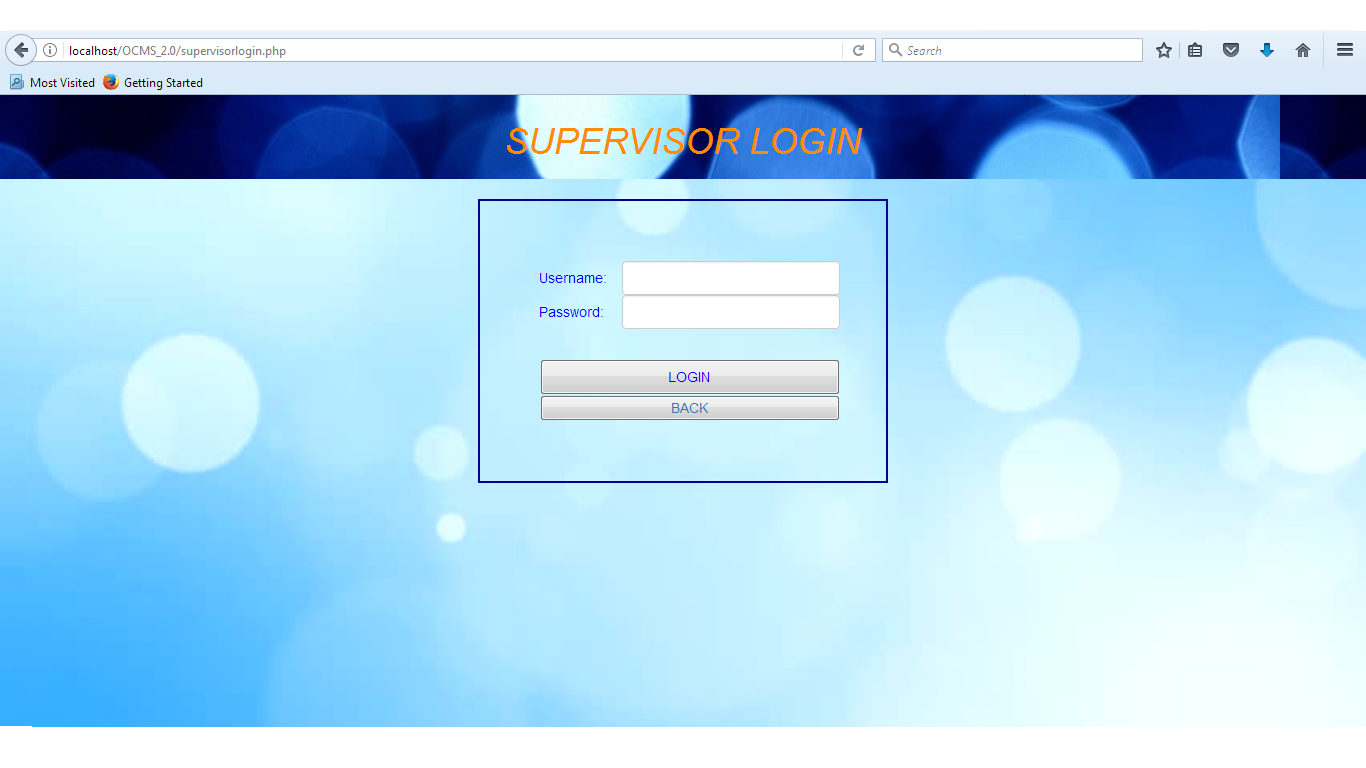 localhost/OCMS_2.0/supervisorlogin.php
Search
Most Visited
Getting Started
SUPERVISOR LOGIN
Username:
Password:
LOGIN
BACK